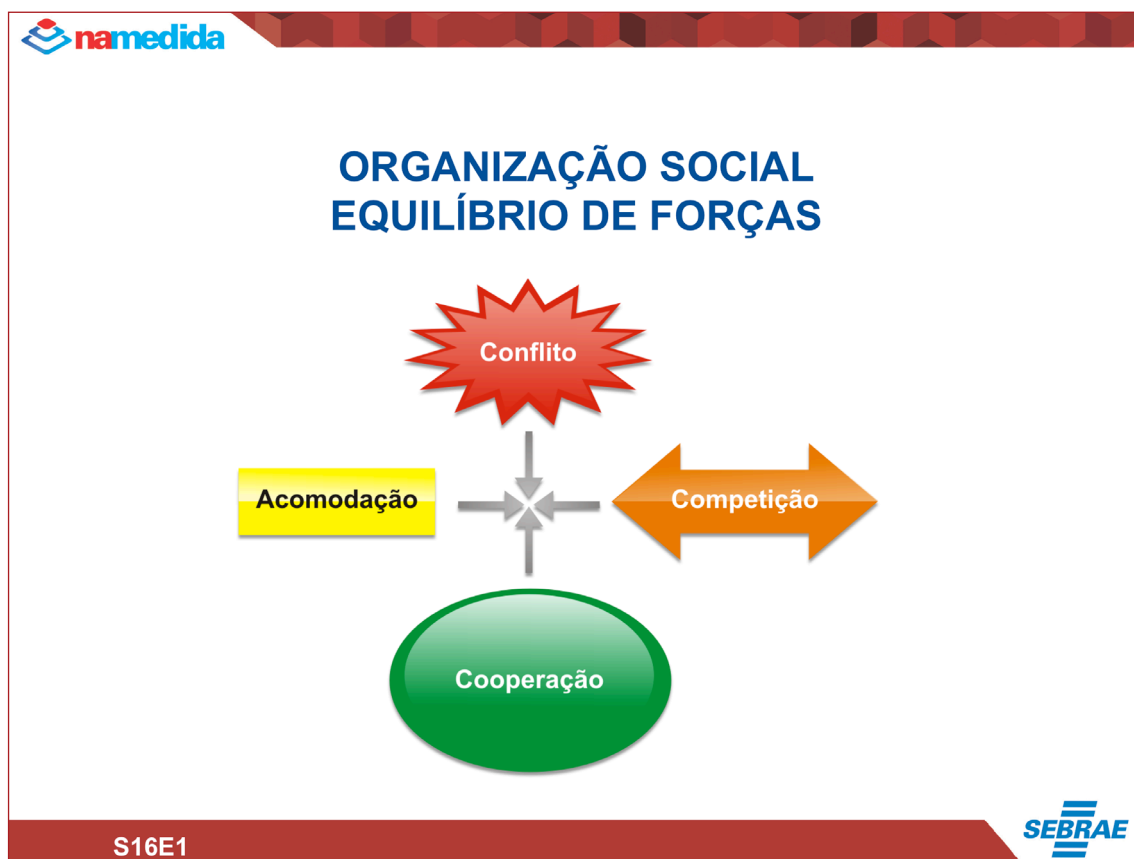 namedida
ORGANIZAÇÃO SOCIAL
EQUILÍBRIO DE FORÇAS
Conflito
Acomodação
Competição
Cooperação
S16E1
SEBRAE